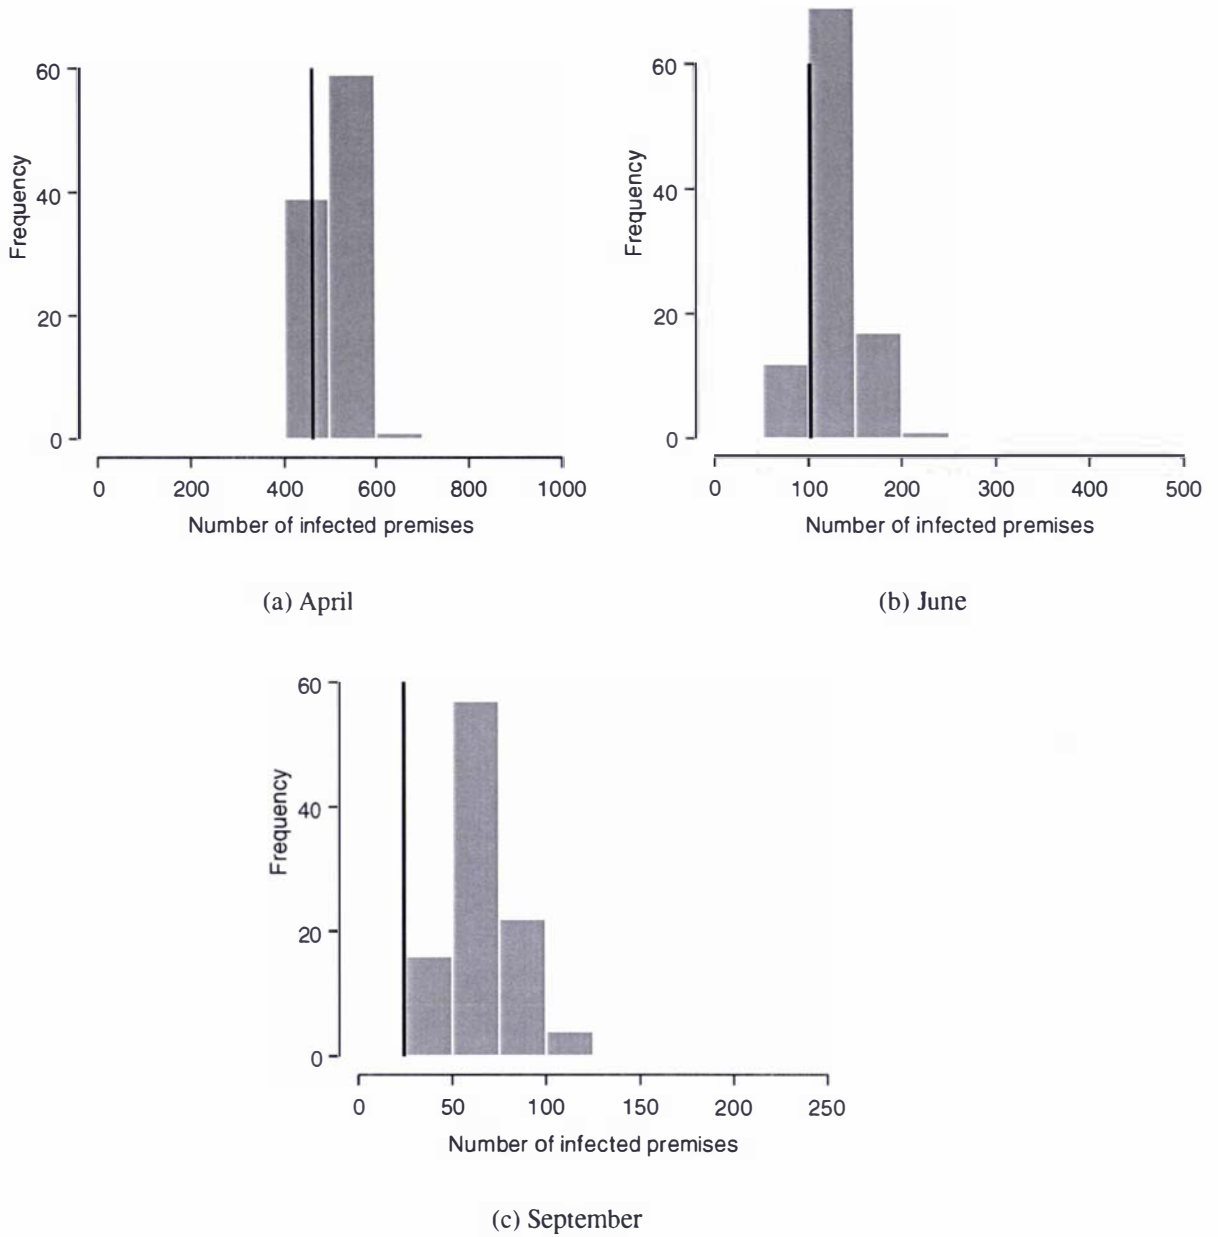 60
40
20
0
Frequency
0 200 400 600 800 1000
Number of infected premises
(a) April
60
40
20
0
Frequency
0 100 200 300 400 500
Number of infected premises
(b) June
60
40
20
0
Frequency
0 50 100 150 200 250
Number of infected premises
(c) September